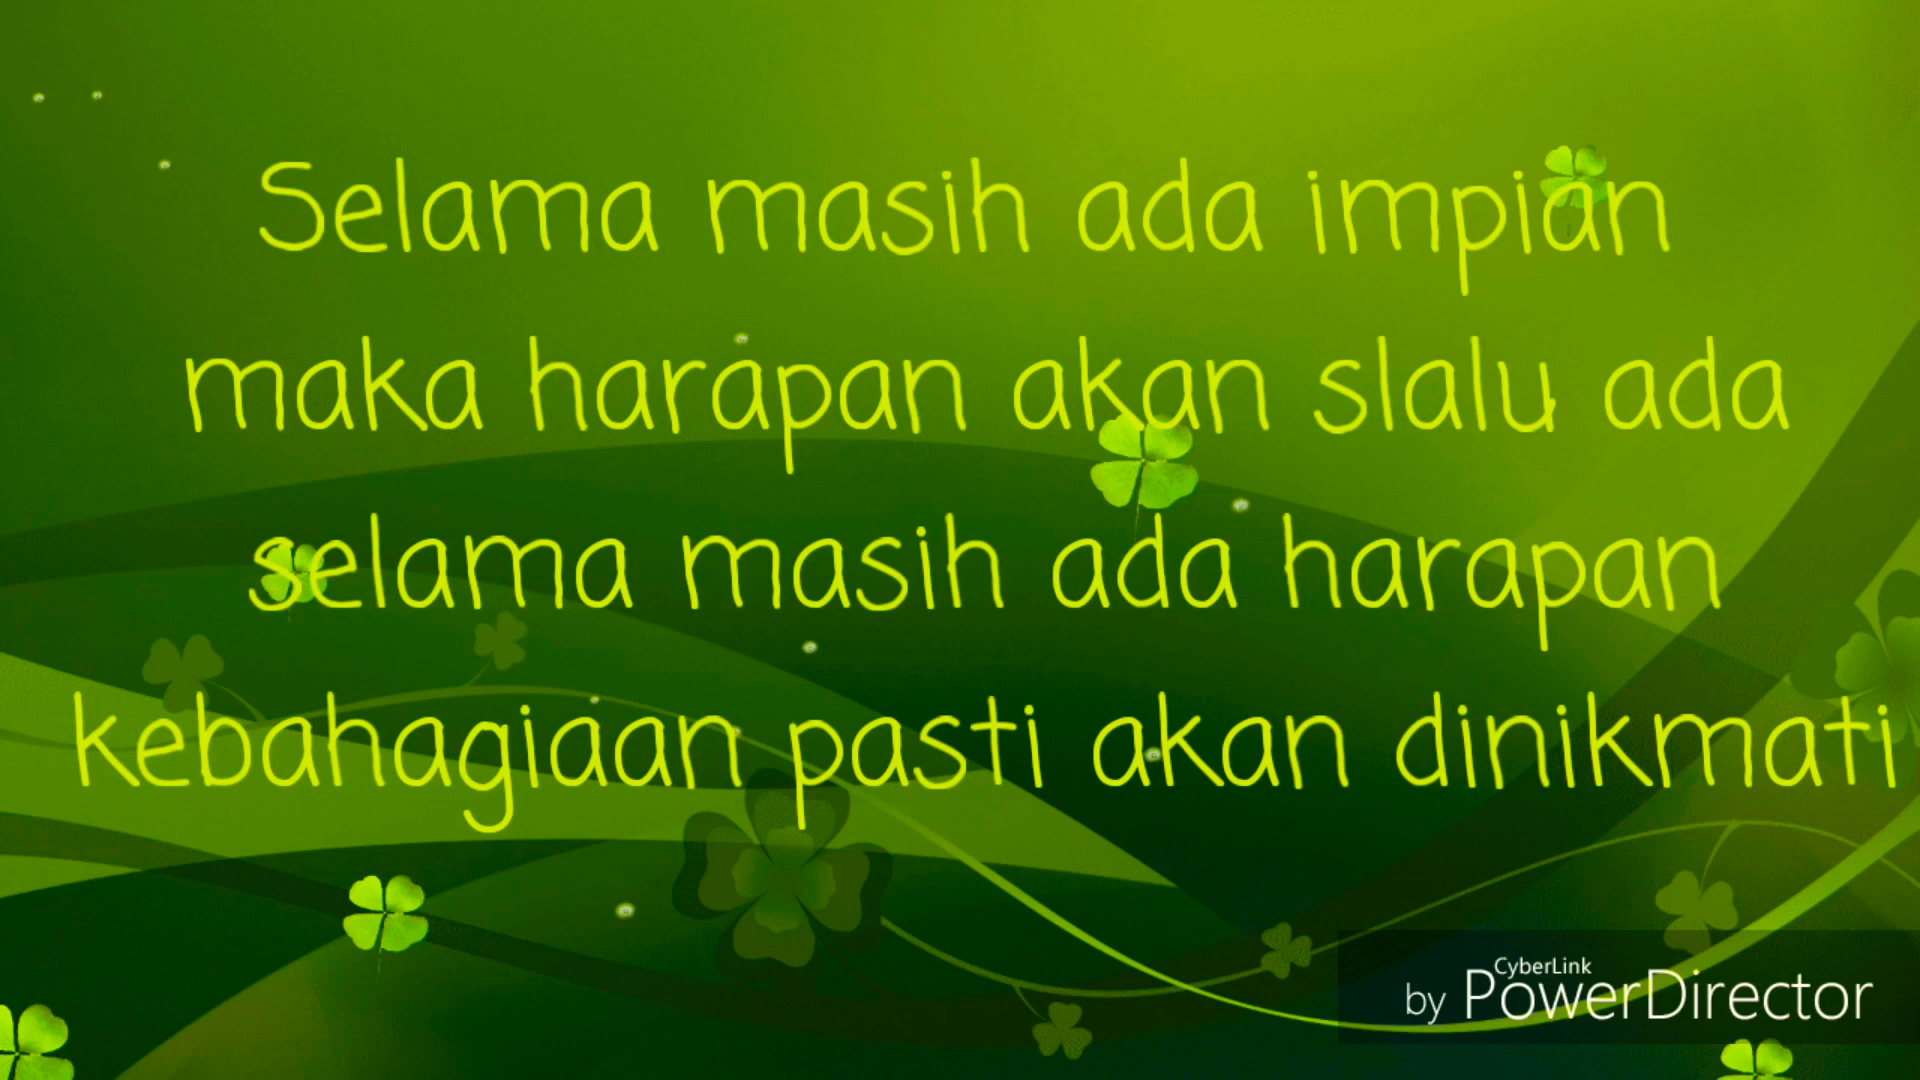 Selama masih ada impian
maka harapan akan slalu ada
selama masih ada harapan
kebahagiaan pasti akan dinikmati
by CyberLink PowerDirector